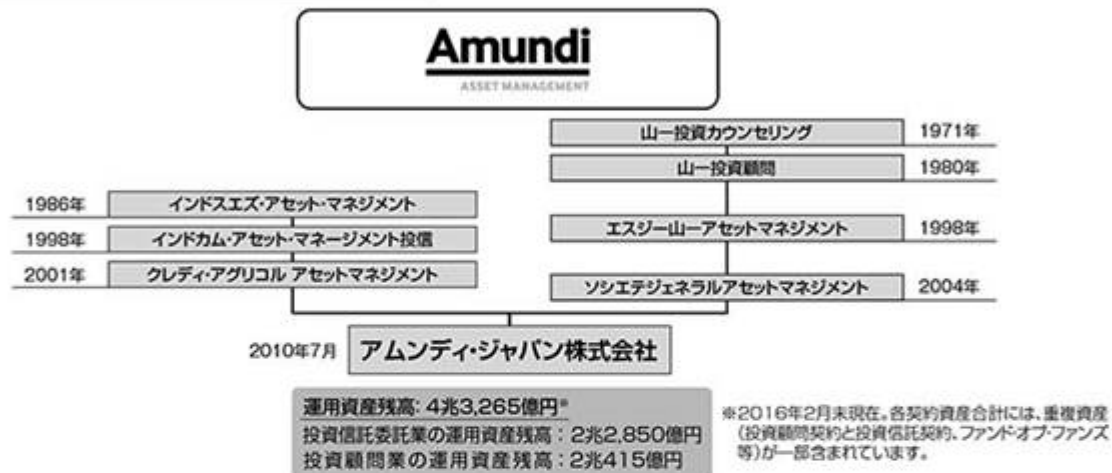 Amundi
ASSET MANAGEMENT
山一投資カウンセリング 1971年
山一投資顧問 1980年
1986年 インドスエズ・アセット・マネジメント
1998年 インドカム・アセット・マネージメント投信
エスジー山一アセットマネジメント 1998年
2001年 クレディ・アグリコル アセットマネジメント
ソシエテジェネラルアセットマネジメント 2004年
2010年7月 アムンディ・ジャパン株式会社
運用資産残高：4兆3,265億円※
投資信託委託業の運用資産残高：2兆2,850億円
投資顧問業の運用資産残高：2兆415億円
※2016年2月末現在。各契約資産合計には、重複資産
（投資顧問契約と投資信託契約、ファンド・オブ・ファンズ
等）が一部含まれています。